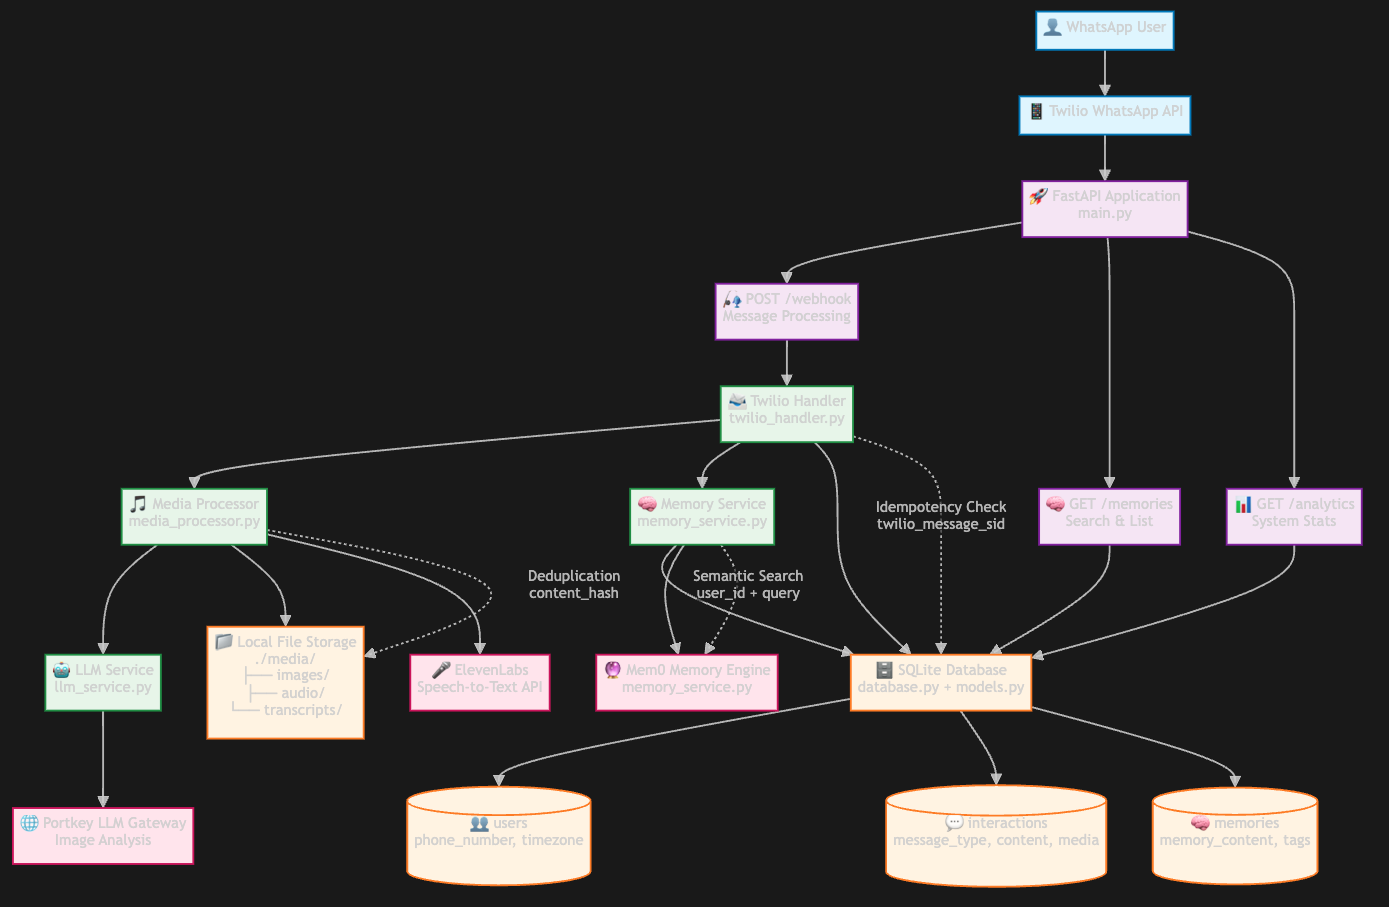 👤 WhatsApp User
📱 Twilio WhatsApp API
🚀 FastAPI Application
main.py
🎣 POST /webhook
Message Processing
📨 Twilio Handler
twilio_handler.py
🎵 Media Processor
media_processor.py
🧠 Memory Service
memory_service.py
Idempotency Check
twilio_message_sid
🧠 GET /memories
Search & List
📊 GET /analytics
System Stats
Deduplication
content_hash
Semantic Search
user_id + query
🤖 LLM Service
llm_service.py
📁 Local File Storage
./media/
├── images/
├── audio/
└── transcripts/
🎤 ElevenLabs
Speech-to-Text API
🔮 Mem0 Memory Engine
memory_service.py
🗄️ SQLite Database
database.py + models.py
🌐 Portkey LLM Gateway
Image Analysis
👥 users
phone_number, timezone
💬 interactions
message_type, content, media
🧠 memories
memory_content, tags